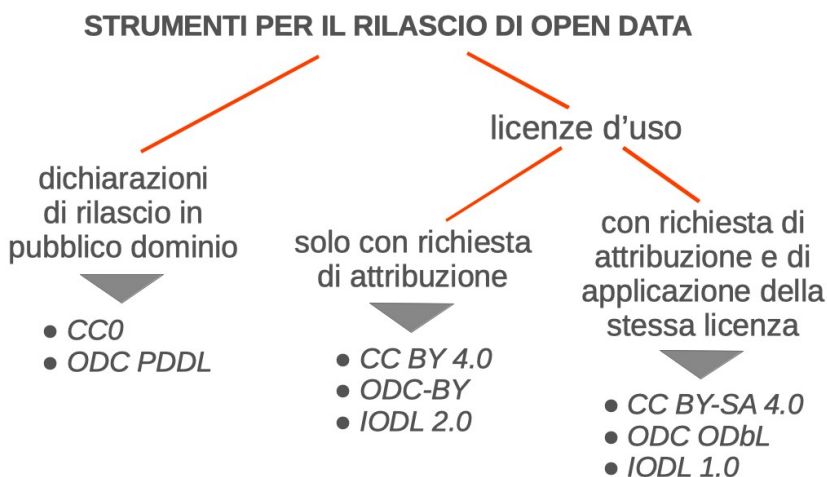 STRUMENTI PER IL RILASCIO DI OPEN DATA
licenze d'uso
dichiarazioni
di rilascio in
pubblico dominio
● CC0
● ODC PDDL
solo con richiesta
di attribuzione
● CC BY 4.0
● ODC-BY
● IODL 2.0
con richiesta di
attribuzione e di
applicazione della
stessa licenza
● CC BY-SA 4.0
● ODC ODbL
● IODL 1.0